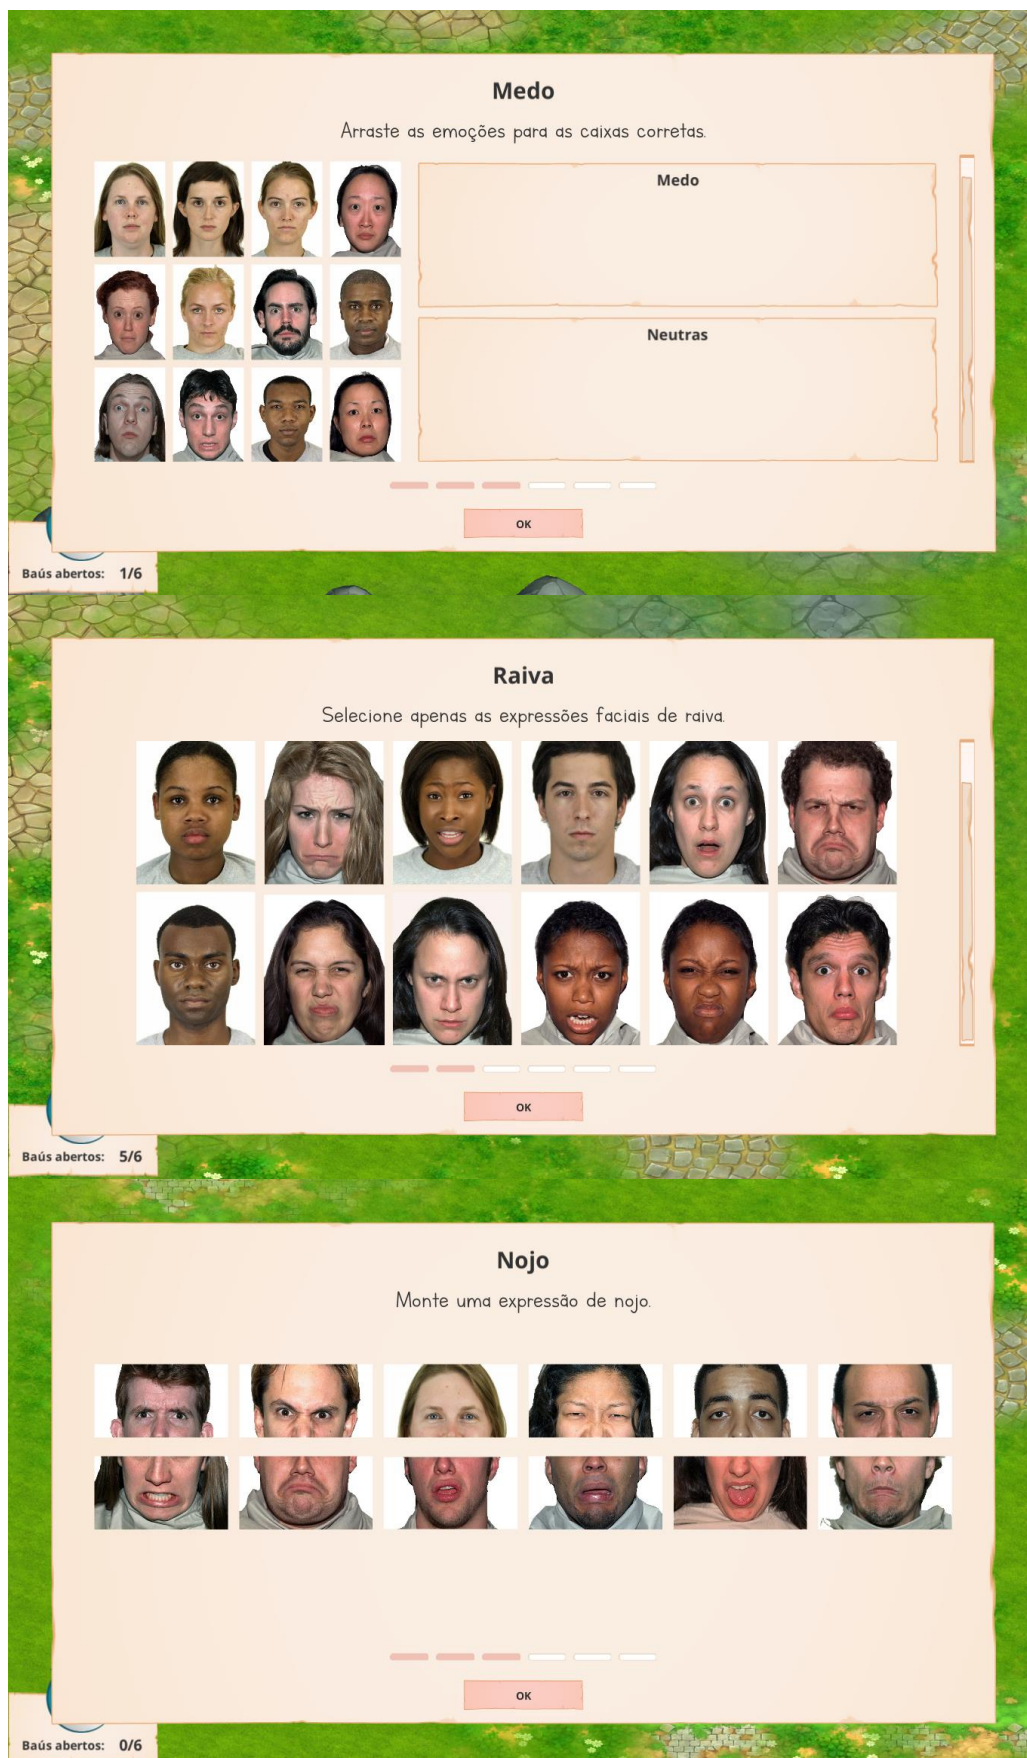 Medo
Arraste as emoções para as caixas corretas.
Medo
Neutras
OK
Baús abertos: 1/6
Raiva
Selecione apenas as expressões faciais de raiva.
OK
Baús abertos: 5/6
Nojo
Monte uma expressão de nojo.
OK
Baús abertos: 0/6